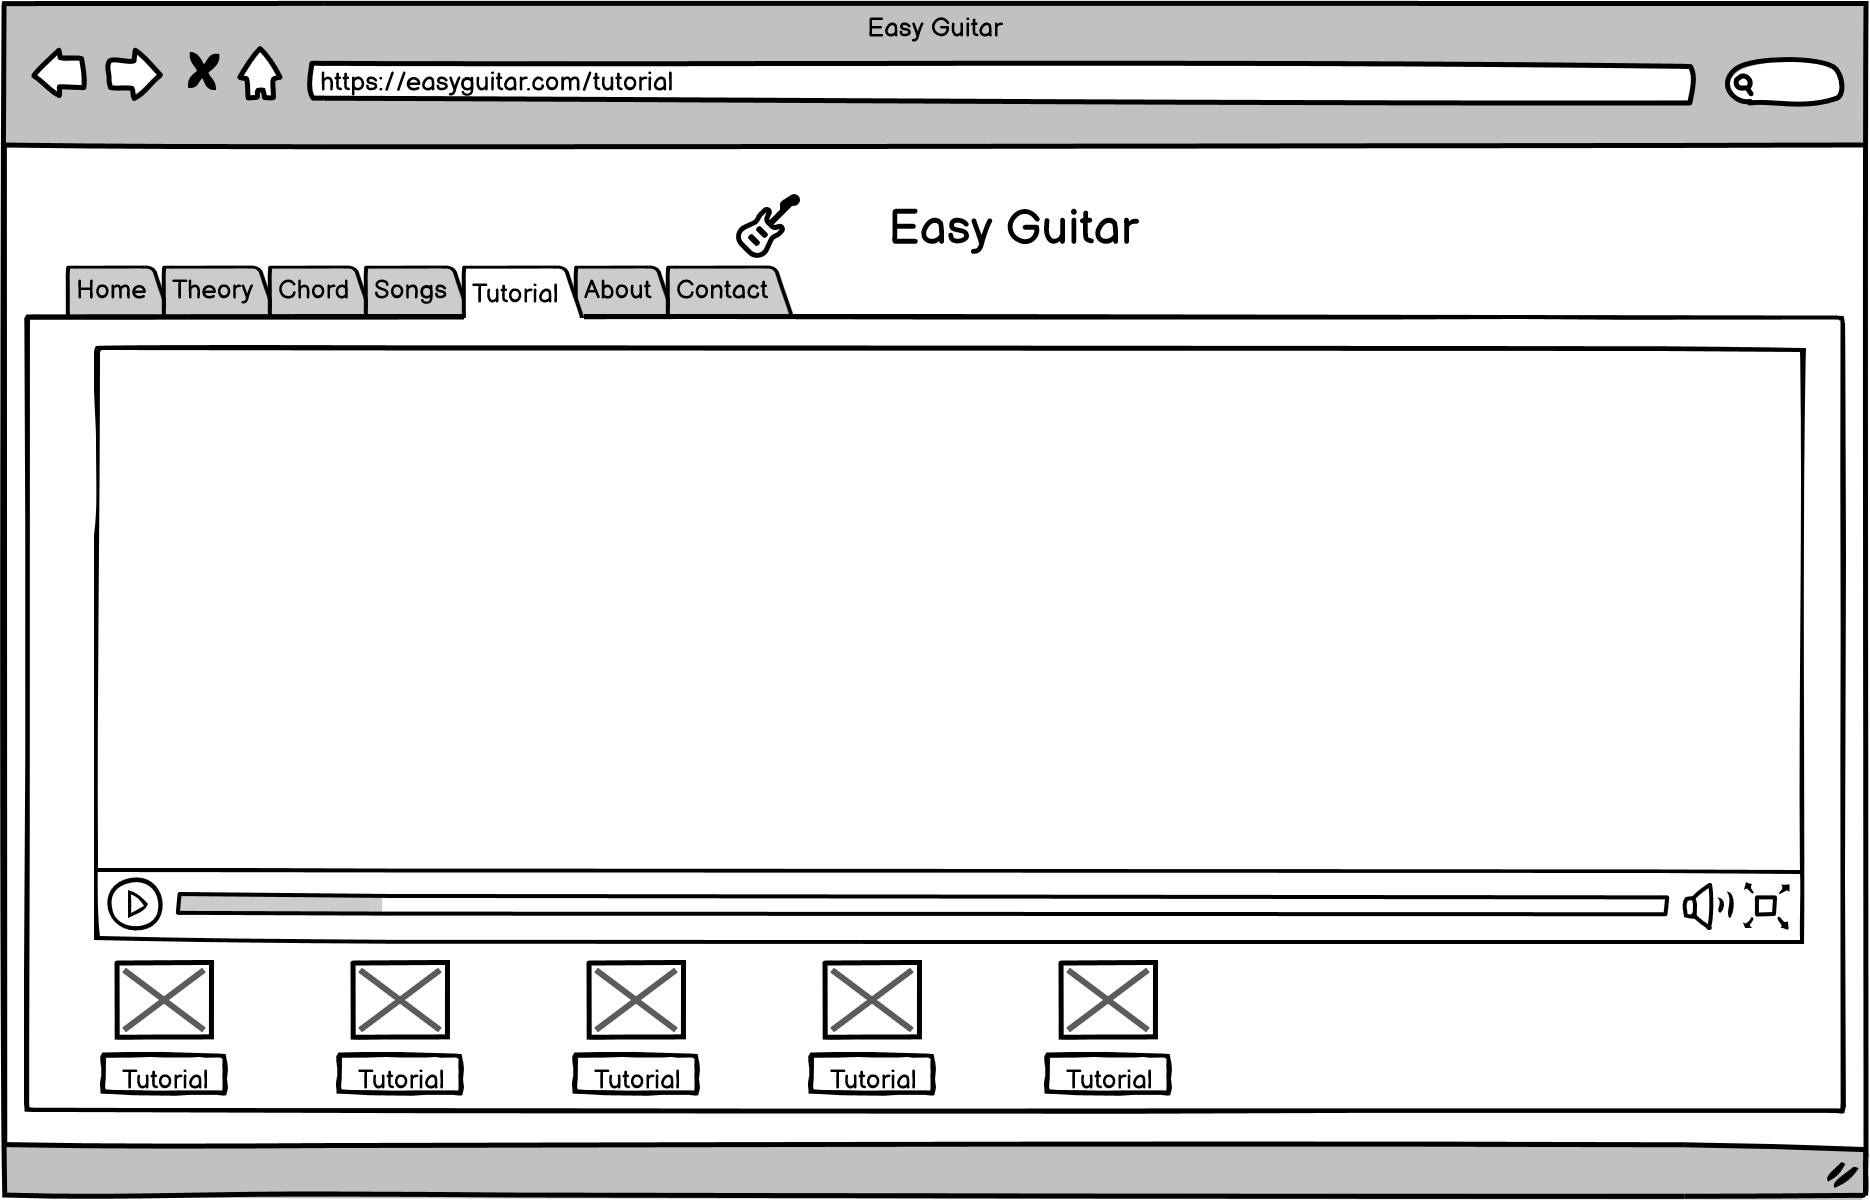 Easy Guitar
https://easyguitar.com/tutorial
Easy Guitar
Home Theory Chord Songs Tutorial About Contact
Tutorial Tutorial Tutorial Tutorial Tutorial